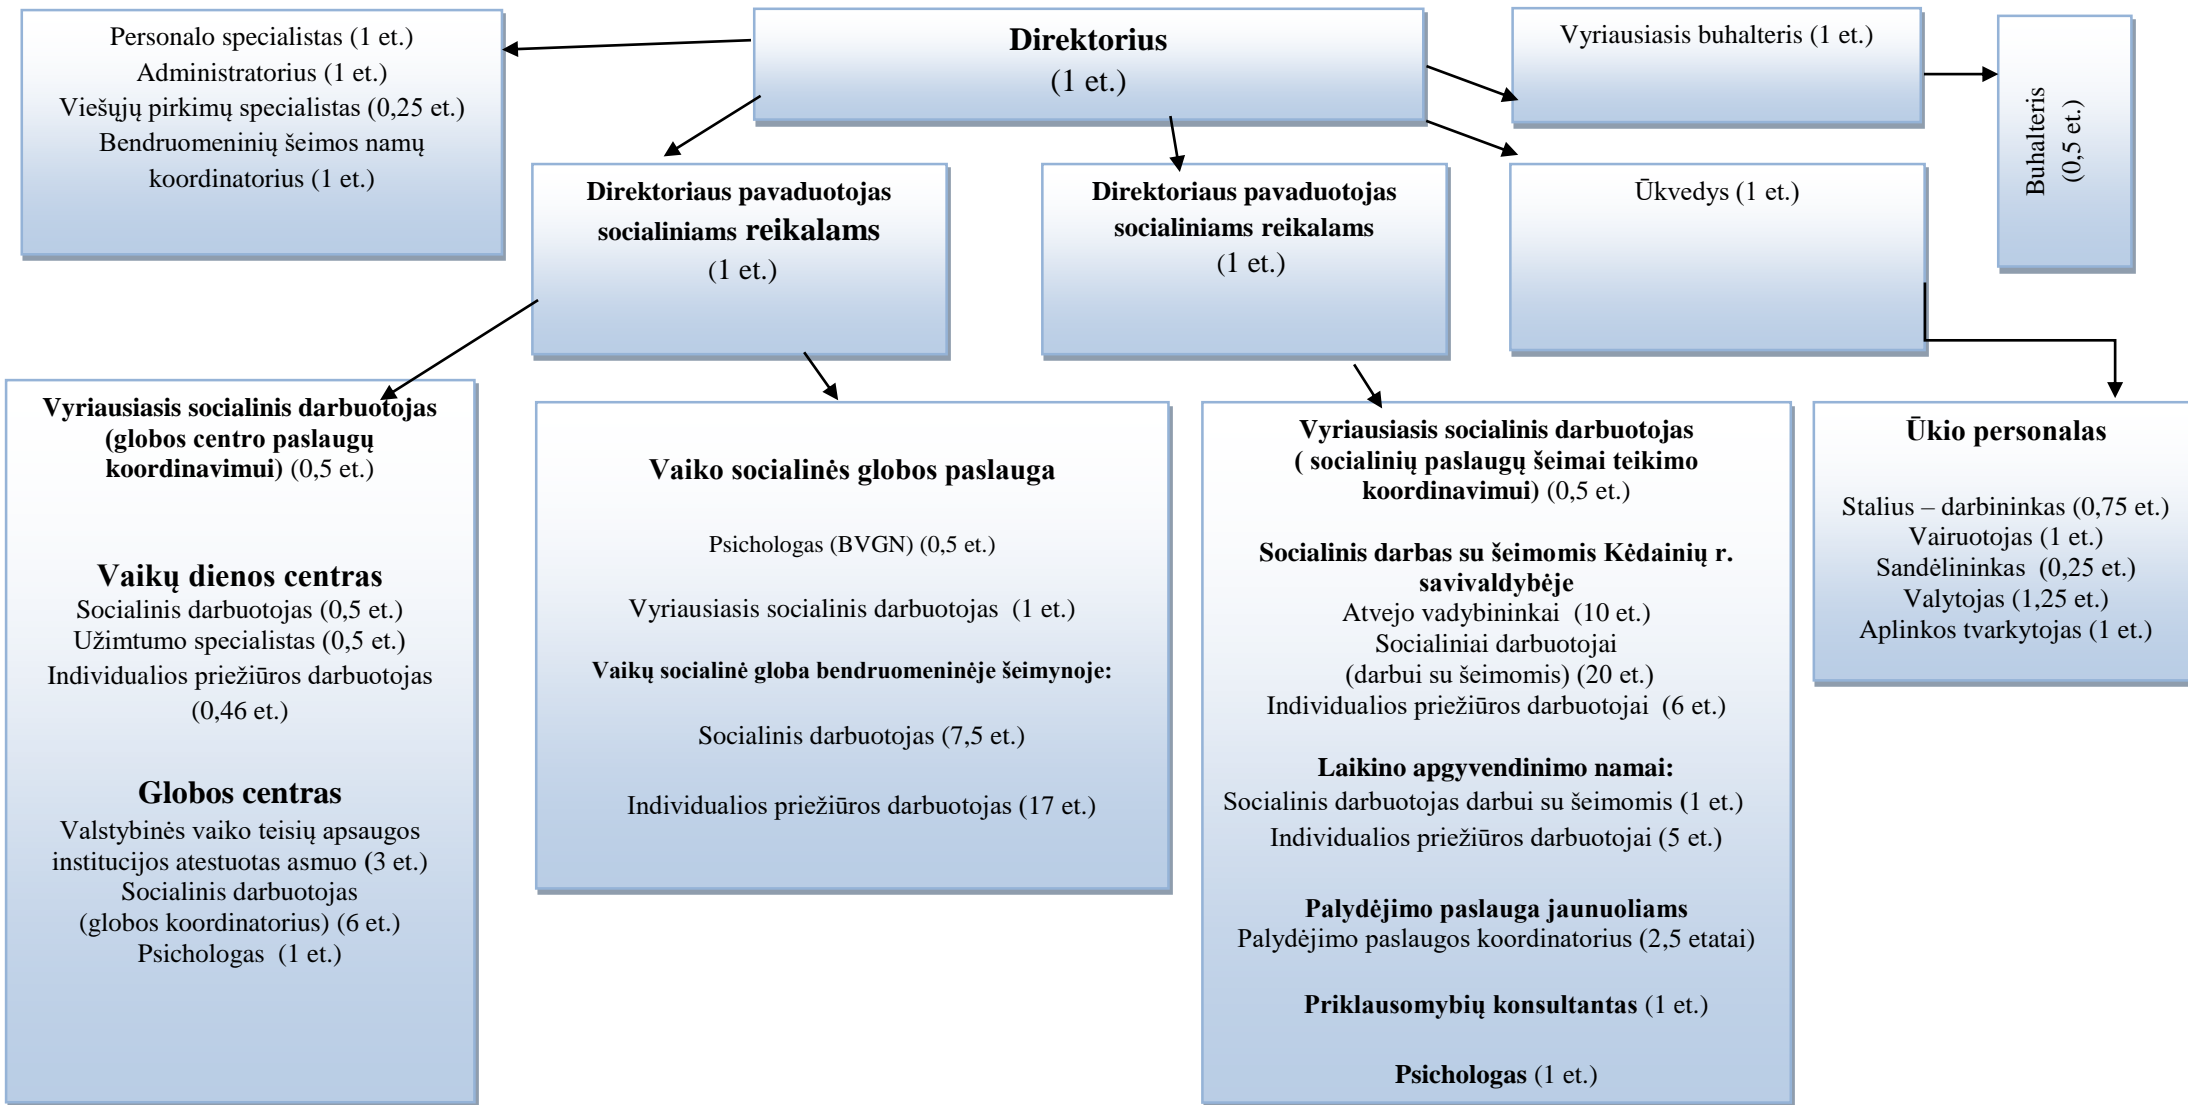 Personalo specialistas (1 et.)
Administratorius (1 et.)
Viešųjų pirkimų specialistas (0,25 et.)
Bendruomeninių šeimos namų
koordinatorius (1 et.)
Direktorius
(1 et.)
Vyriausiasis buhalteris (1 et.)
Buhalteris
(0,5 et.)
Direktoriaus pavaduotojas
socialiniams reikalams
(1 et.)
Direktoriaus pavaduotojas
socialiniams reikalams
(1 et.)
Ūkvedys (1 et.)
Vyriausiasis socialinis darbuotojas
(globos centro paslaugų
koordinavimui) (0,5 et.)
Vaikų dienos centras
Socialinis darbuotojas (0,5 et.)
Užimtumo specialistas (0,5 et.)
Individualios priežiūros darbuotojas
(0,46 et.)
Globos centras
Valstybinės vaiko teisių apsaugos
institucijos atestuotas asmuo (3 et.)
Socialinis darbuotojas
(globos koordinatorius) (6 et.)
Psichologas (1 et.)
Vaiko socialinės globos paslauga
Psichologas (BVGN) (0,5 et.)
Vyriausiasis socialinis darbuotojas (1 et.)
Vaikų socialinė globa bendruomeninėje šeimynoje:
Socialinis darbuotojas (7,5 et.)
Individualios priežiūros darbuotojas (17 et.)
Vyriausiasis socialinis darbuotojas
( socialinių paslaugų šeimai teikimo
koordinavimui) (0,5 et.)
Socialinis darbas su šeimomis Kėdainių r.
savivaldybėje
Atvejo vadybininkai (10 et.)
Socialiniai darbuotojai
(darbui su šeimomis) (20 et.)
Individualios priežiūros darbuotojai (6 et.)
Laikino apgyvendinimo namai:
Socialinis darbuotojas darbui su šeimomis (1 et.)
Individualios priežiūros darbuotojai (5 et.)
Palydėjimo paslauga jaunuoliams
Palydėjimo paslaugos koordinatorius (2,5 etatai)
Priklausomybių konsultantas (1 et.)
Psichologas (1 et.)
Ūkio personalas
Stalius – darbininkas (0,75 et.)
Vairuotojas (1 et.)
Sandėlininkas (0,25 et.)
Valytojas (1,25 et.)
Aplinkos tvarkytojas (1 et.)